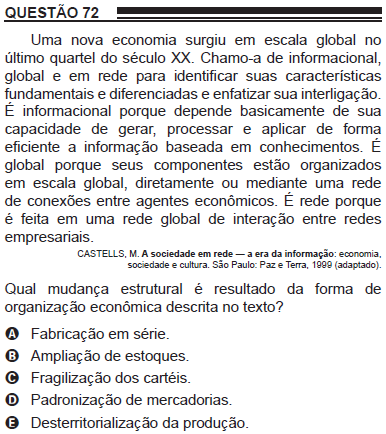 QUESTÃO 72
Uma nova economia surgiu em escala global no
último quartel do século XX. Chamo-a de informacional,
global e em rede para identificar suas características
fundamentais e diferenciadas e enfatizar sua interligação.
É informacional porque depende basicamente de sua
capacidade de gerar, processar e aplicar de forma
eficiente a informação baseada em conhecimentos. É
global porque seus componentes estão organizados
em escala global, diretamente ou mediante uma rede
de conexões entre agentes econômicos. É rede porque
é feita em uma rede global de interação entre redes
empresariais.
CASTELLS, M. A sociedade em rede — a era da informação: economia,
sociedade e cultura. São Paulo: Paz e Terra, 1999 (adaptado).
Qual mudança estrutural é resultado da forma de
organização econômica descrita no texto?
A Fabricação em série.
B Ampliação de estoques.
C Fragilização dos cartéis.
D Padronização de mercadorias.
E Desterritorialização da produção.